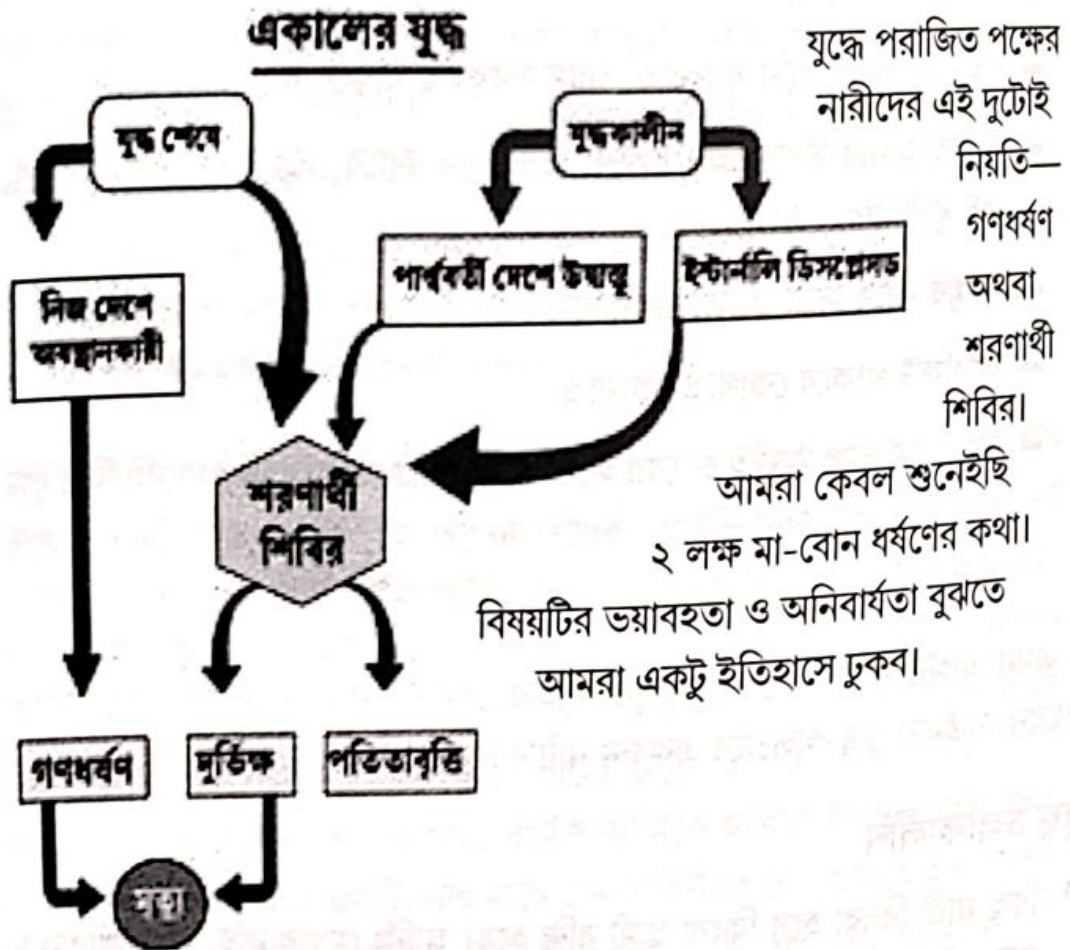 একালের যুদ্ধ
যুদ্ধ শেষে
যুদ্ধকালীন
নিজ দেশে
অবস্থানকারী
পার্শ্ববর্তী দেশে উদ্বাস্তু
ইন্টার্নালি ডিসপ্লেসড
শরণার্থী
শিবির
গণধর্ষণ
দুর্ভিক্ষ
পতিতাবৃত্তি
মৃত্যু
যুদ্ধে পরাজিত পক্ষের
নারীদের এই দুটোই
নিয়তি—
গণধর্ষণ
অথবা
শরণার্থী
শিবির।
আমরা কেবল শুনেইছি
২ লক্ষ মা-বোন ধর্ষণের কথা।
বিষয়টির ভয়াবহতা ও অনিবার্যতা বুঝতে
আমরা একটু ইতিহাসে ঢুকব।